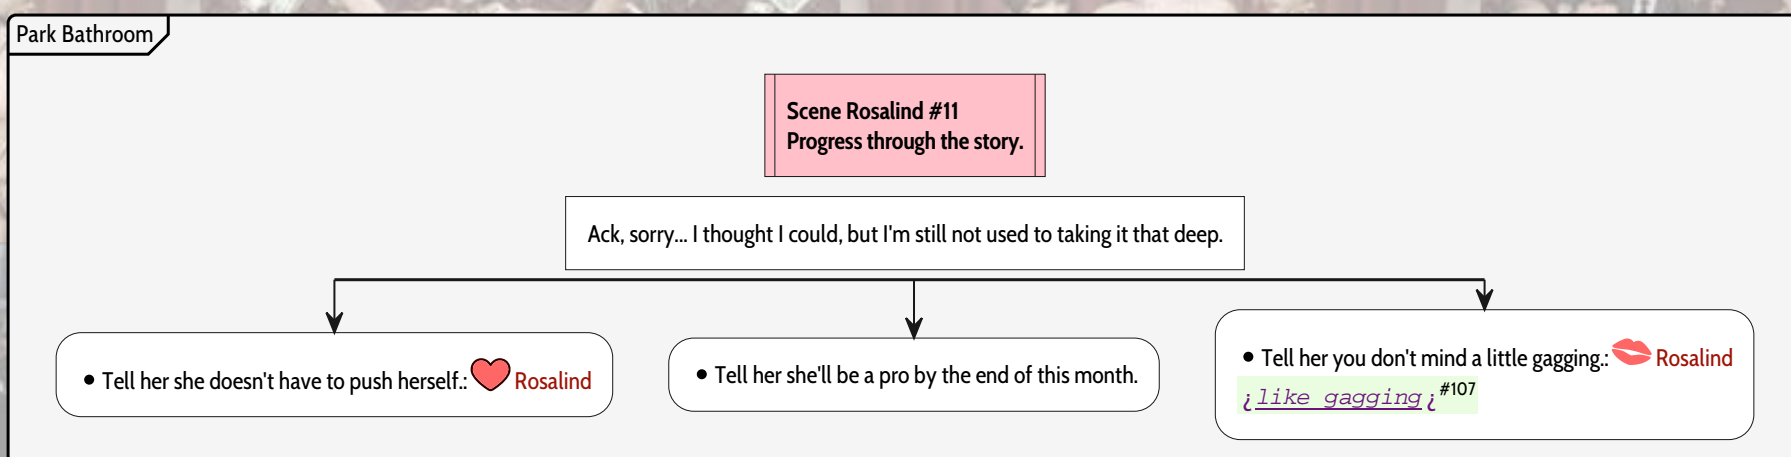 Park Bathroom
Scene Rosalind #11
Progress through the story.
Ack, sorry... I thought I could, but I'm still not used to taking it that deep.
• Tell her she doesn't have to push herself.: Rosalind
• Tell her she'll be a pro by the end of this month.
• Tell her you don't mind a little gagging.: Rosalind
¿like gagging¿ #107